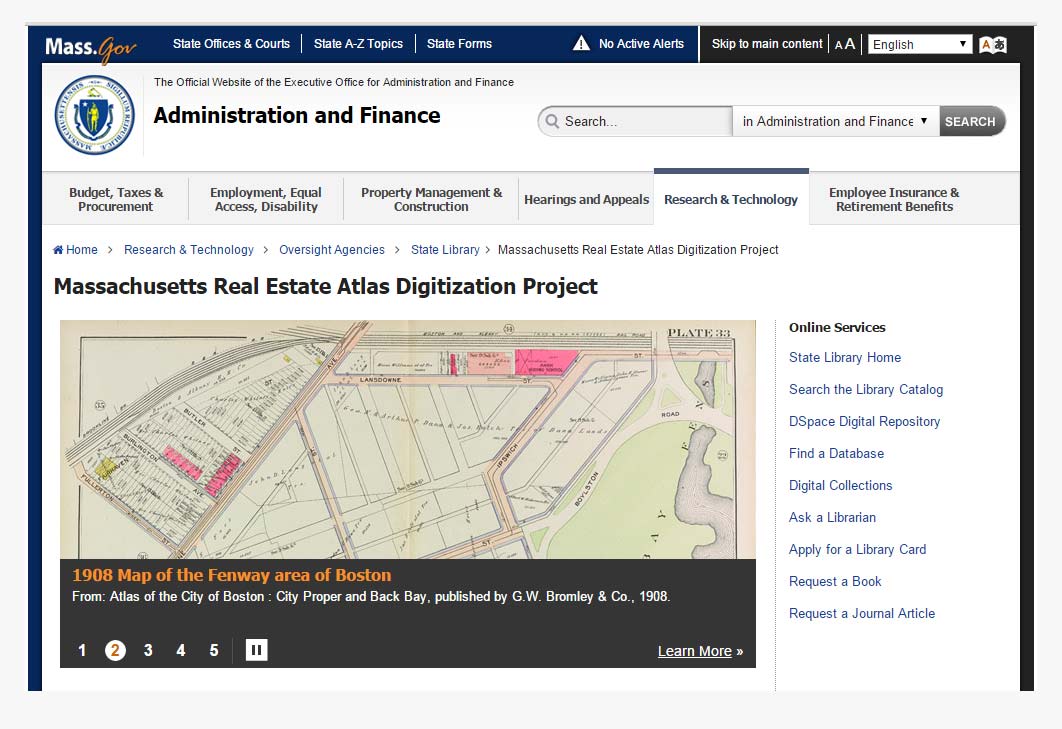 Mass.Gov
State Offices & Courts
State A-Z Topics
State Forms
No Active Alerts
Skip to main content
A A
English
The Official Website of the Executive Office for Administration and Finance
Administration and Finance
Search...
in Administration and Finance
SEARCH
Budget, Taxes &
Procurement
Employment, Equal
Access, Disability
Property Management &
Construction
Hearings and Appeals
Research & Technology
Employee Insurance &
Retirement Benefits
Home > Research & Technology > Oversight Agencies > State Library > Massachusetts Real Estate Atlas Digitization Project
Massachusetts Real Estate Atlas Digitization Project
PLATE 33
LANSDOWNE
ST.
AVE
ROAD
BUTLER
BURLINGTON
AVE
FULLERTON
ST
IPSWICH
BOYLSTON
ST.
1908 Map of the Fenway area of Boston
From: Atlas of the City of Boston : City Proper and Back Bay, published by G.W. Bromley & Co., 1908.
1 2 3 4 5
Learn More »
Online Services
State Library Home
Search the Library Catalog
DSpace Digital Repository
Find a Database
Digital Collections
Ask a Librarian
Apply for a Library Card
Request a Book
Request a Journal Article